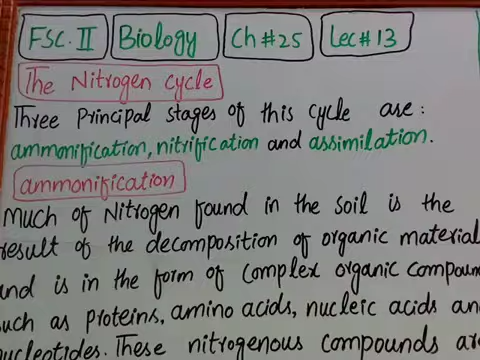 FSC. II Biology Ch # 25 Lec # 13
The Nitrogen cycle
Three Principal stages of this cycle are:
ammonification, nitrification and assimilation.
ammonification
Much of Nitrogen found in the soil is the
result of the decomposition of organic material
and is in the form of complex organic compoun
such as proteins, amino acids, nucleic acids an
nucleotides. These nitrogenous compounds are